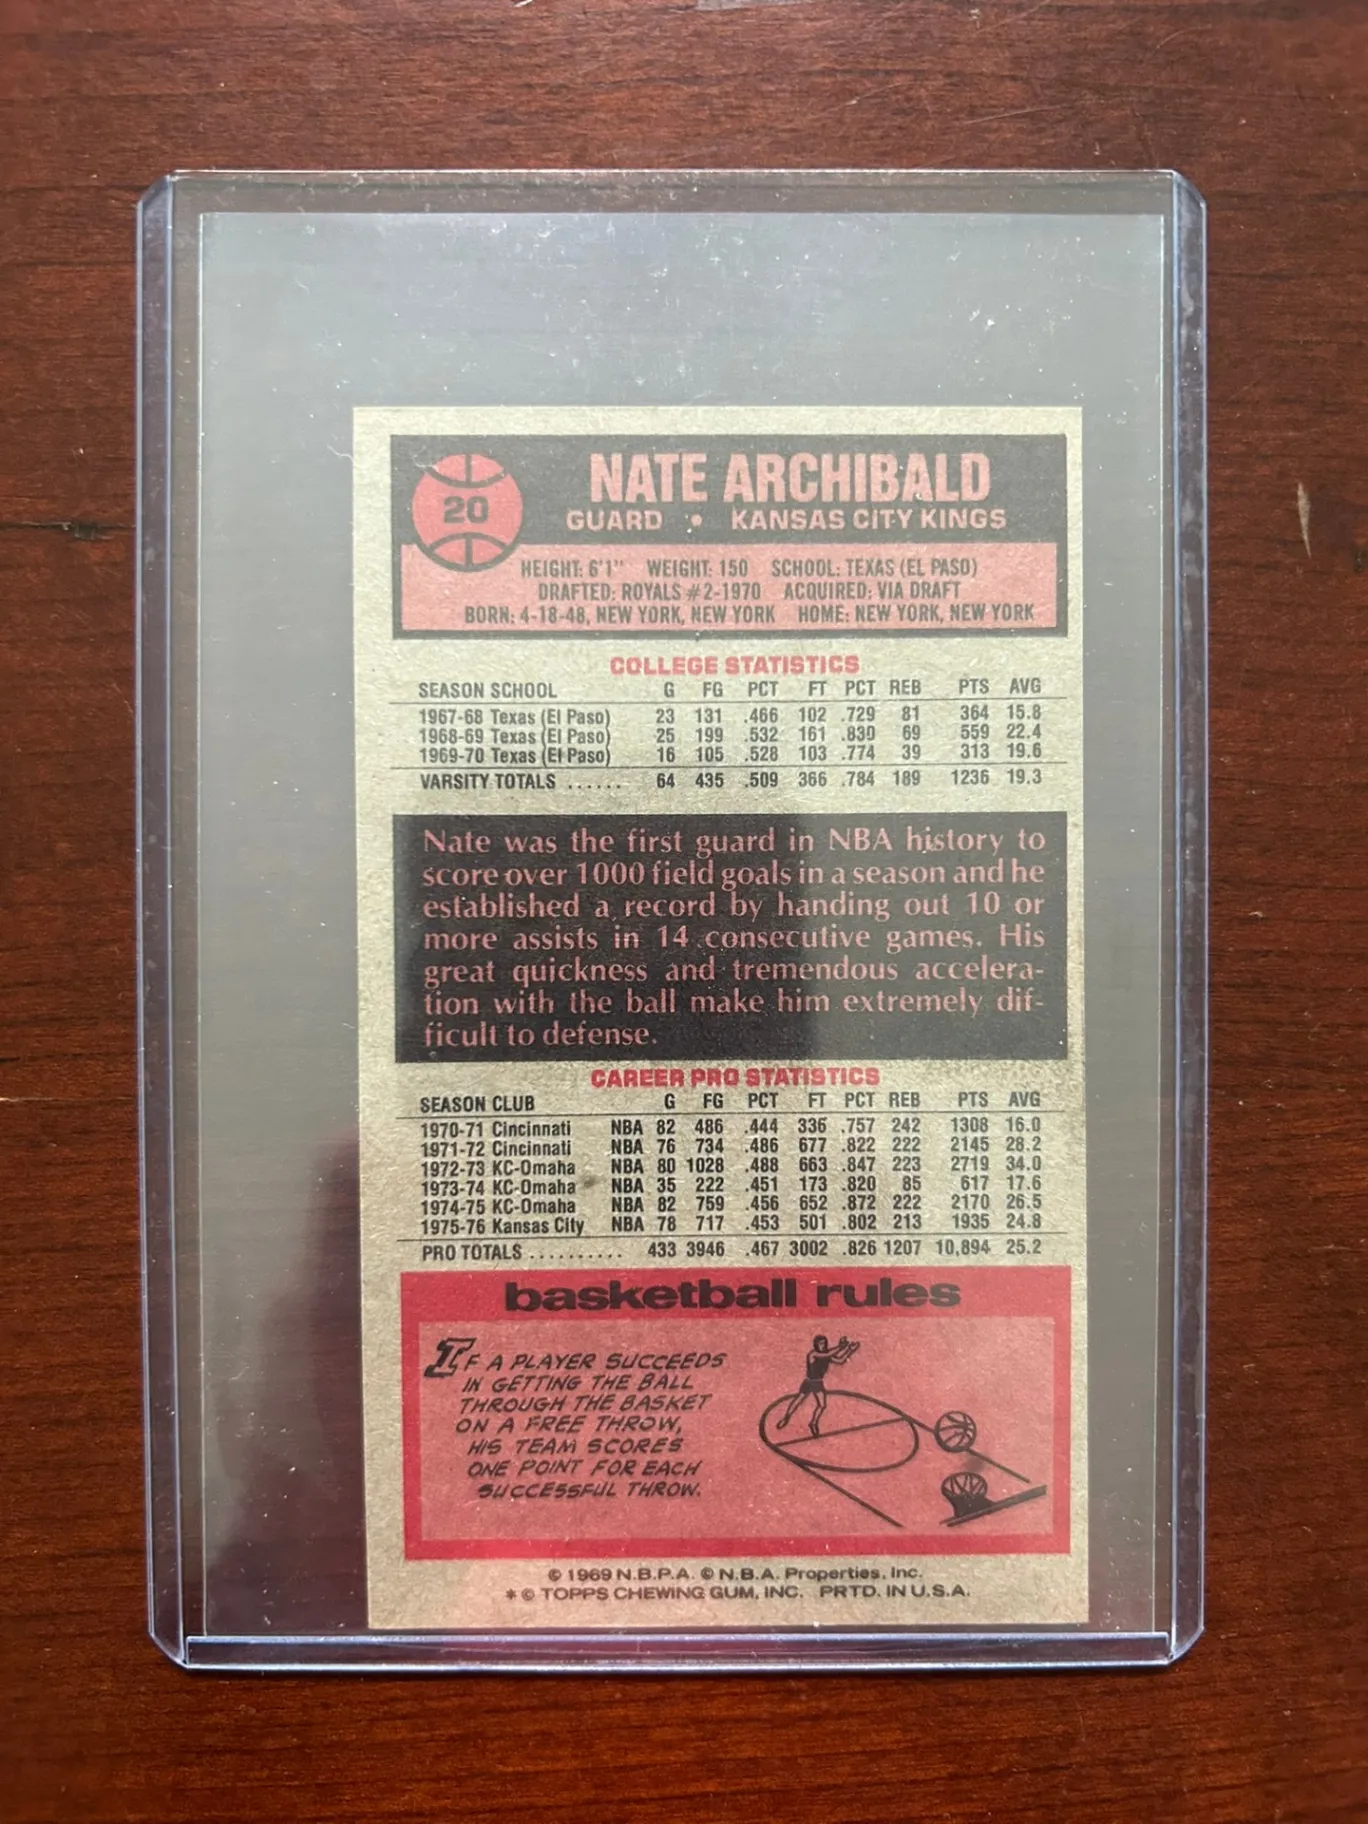 20
NATE ARCHIBALD
GUARD • KANSAS CITY KINGS
HEIGHT: 6'1" WEIGHT: 150 SCHOOL: TEXAS (EL PASO)
DRAFTED: ROYALS #2-1970 ACQUIRED: VIA DRAFT
BORN: 4-18-48, NEW YORK, NEW YORK HOME: NEW YORK, NEW YORK
COLLEGE STATISTICS
SEASON SCHOOL G FG PCT FT PCT REB PTS AVG
1967-68 Texas (El Paso) 23 131 .466 102 .729 81 364 15.8
1968-69 Texas (El Paso) 25 199 .532 161 .830 69 559 22.4
1969-70 Texas (El Paso) 16 105 .528 103 .774 39 313 19.6
VARSITY TOTALS ...... 64 435 .509 366 .784 189 1236 19.3
Nate was the first guard in NBA history to
score over 1000 field goals in a season and he
established a record by handing out 10 or
more assists in 14 consecutive games. His
great quickness and tremendous accelera-
tion with the ball make him extremely dif-
ficult to defense.
CAREER PRO STATISTICS
SEASON CLUB G FG PCT FT PCT REB PTS AVG
1970-71 Cincinnati NBA 82 486 .444 336 .757 242 1308 16.0
1971-72 Cincinnati NBA 76 734 .486 677 .822 222 2145 28.2
1972-73 KC-Omaha NBA 80 1028 .488 663 .847 223 2719 34.0
1973-74 KC-Omaha NBA 35 222 .451 173 .820 85 617 17.6
1974-75 KC-Omaha NBA 82 759 .456 652 .872 222 2170 26.5
1975-76 Kansas City NBA 78 717 .453 501 .802 213 1935 24.8
PRO TOTALS .......... 433 3946 .467 3002 .826 1207 10,894 25.2
basketball rules
IF A PLAYER SUCCEEDS
IN GETTING THE BALL
THROUGH THE BASKET
ON A FREE THROW,
HIS TEAM SCORES
ONE POINT FOR EACH
SUCCESSFUL THROW.
© 1969 N.B.P.A. © N.B.A. Properties, Inc.
* © TOPPS CHEWING GUM, INC. PRTD. IN U.S.A.